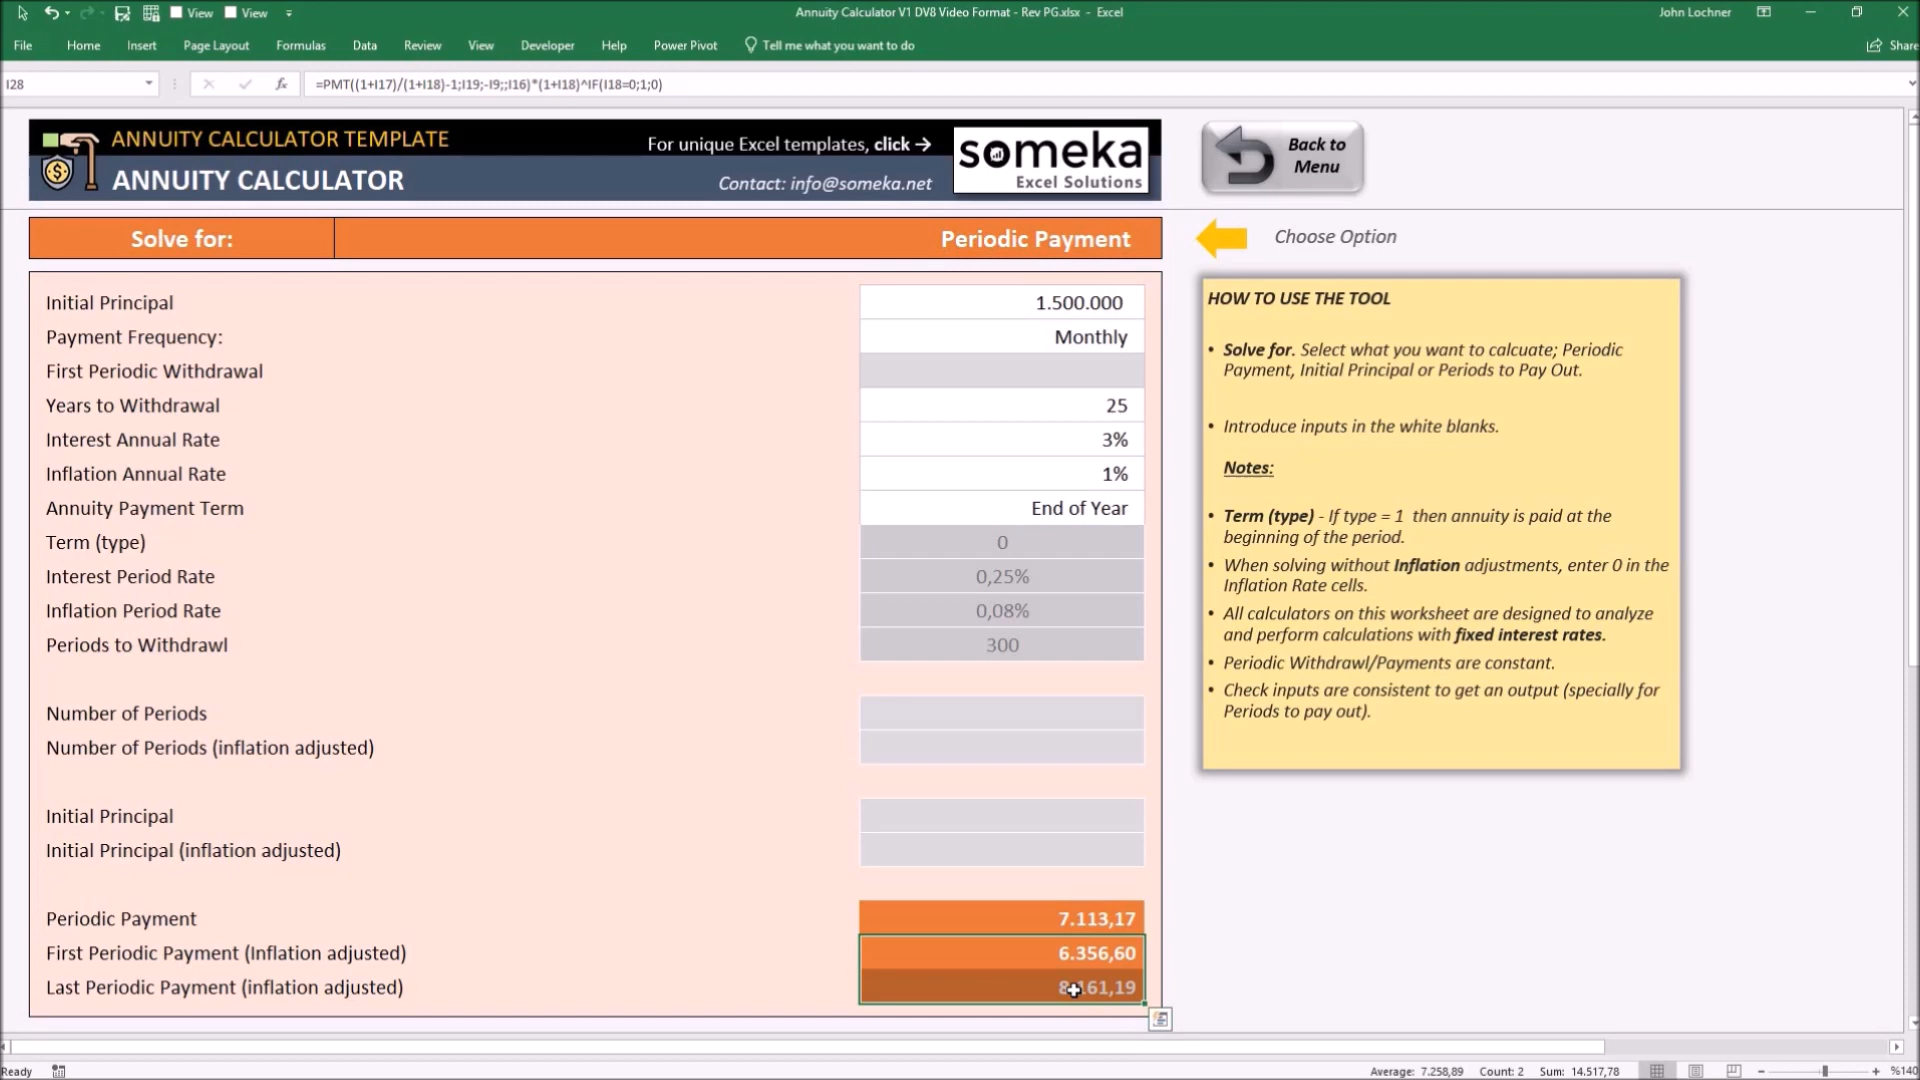 View View Annuity Calculator V1 DV8 Video Format - Rev PG.xlsx - Excel John Lochner
File Home Insert Page Layout Formulas Data Review View Developer Help Power Pivot Tell me what you want to do Share
I28 fx =PMT((1+I17)/(1+I18)-1;I19;-I9;;I16)*(1+I18)^IF(I18=0;1;0)
ANNUITY CALCULATOR TEMPLATE
ANNUITY CALCULATOR
For unique Excel templates, click →
Contact: info@someka.net
someka
Excel Solutions
Back to
Menu
Solve for: Periodic Payment
Choose Option
Initial Principal 1.500.000
Payment Frequency: Monthly
First Periodic Withdrawal
Years to Withdrawal 25
Interest Annual Rate 3%
Inflation Annual Rate 1%
Annuity Payment Term End of Year
Term (type) 0
Interest Period Rate 0,25%
Inflation Period Rate 0,08%
Periods to Withdrawl 300
Number of Periods
Number of Periods (inflation adjusted)
Initial Principal
Initial Principal (inflation adjusted)
Periodic Payment 7.113,17
First Periodic Payment (Inflation adjusted) 6.356,60
Last Periodic Payment (inflation adjusted) 8.161,19
HOW TO USE THE TOOL
• Solve for. Select what you want to calcuate; Periodic
Payment, Initial Principal or Periods to Pay Out.
• Introduce inputs in the white blanks.
Notes:
• Term (type) - If type = 1 then annuity is paid at the
beginning of the period.
• When solving without Inflation adjustments, enter 0 in the
Inflation Rate cells.
• All calculators on this worksheet are designed to analyze
and perform calculations with fixed interest rates.
• Periodic Withdrawl/Payments are constant.
• Check inputs are consistent to get an output (specially for
Periods to pay out).
Ready Average: 7.258,89 Count: 2 Sum: 14.517,78 %140